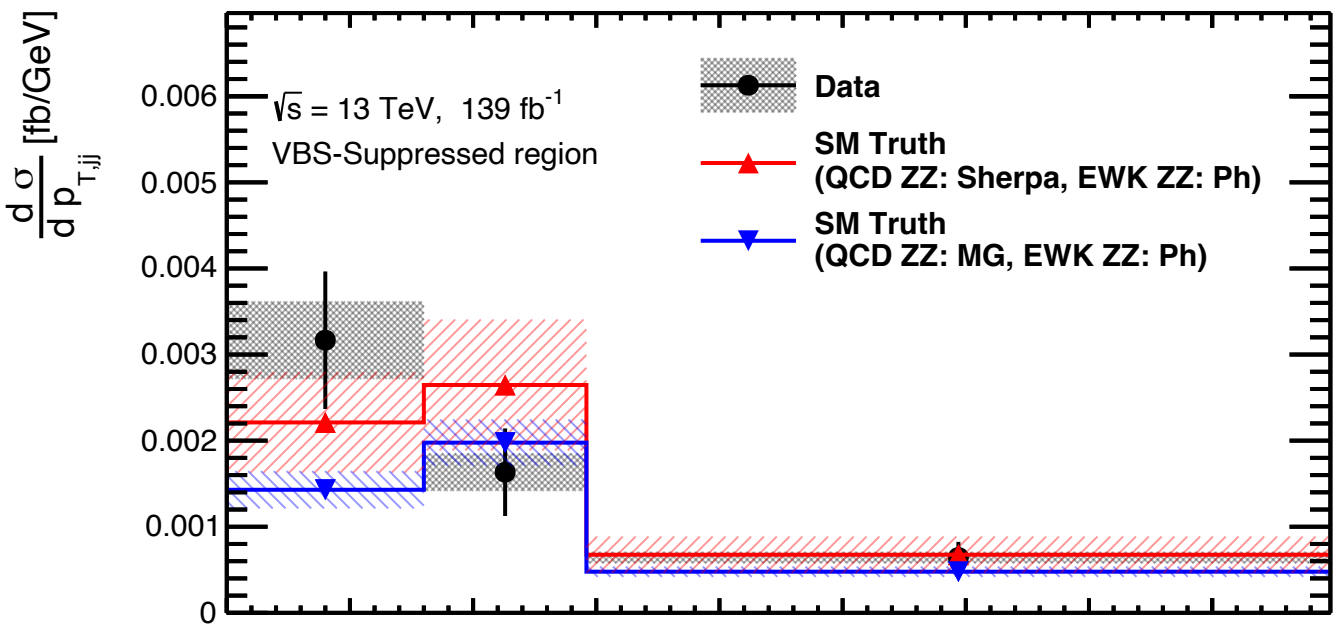 d σ
d p_{T,jj}
[fb/GeV]
0.006
0.005
0.004
0.003
0.002
0.001
0
√s = 13 TeV, 139 fb⁻¹
VBS-Suppressed region
Data
SM Truth
(QCD ZZ: Sherpa, EWK ZZ: Ph)
SM Truth
(QCD ZZ: MG, EWK ZZ: Ph)